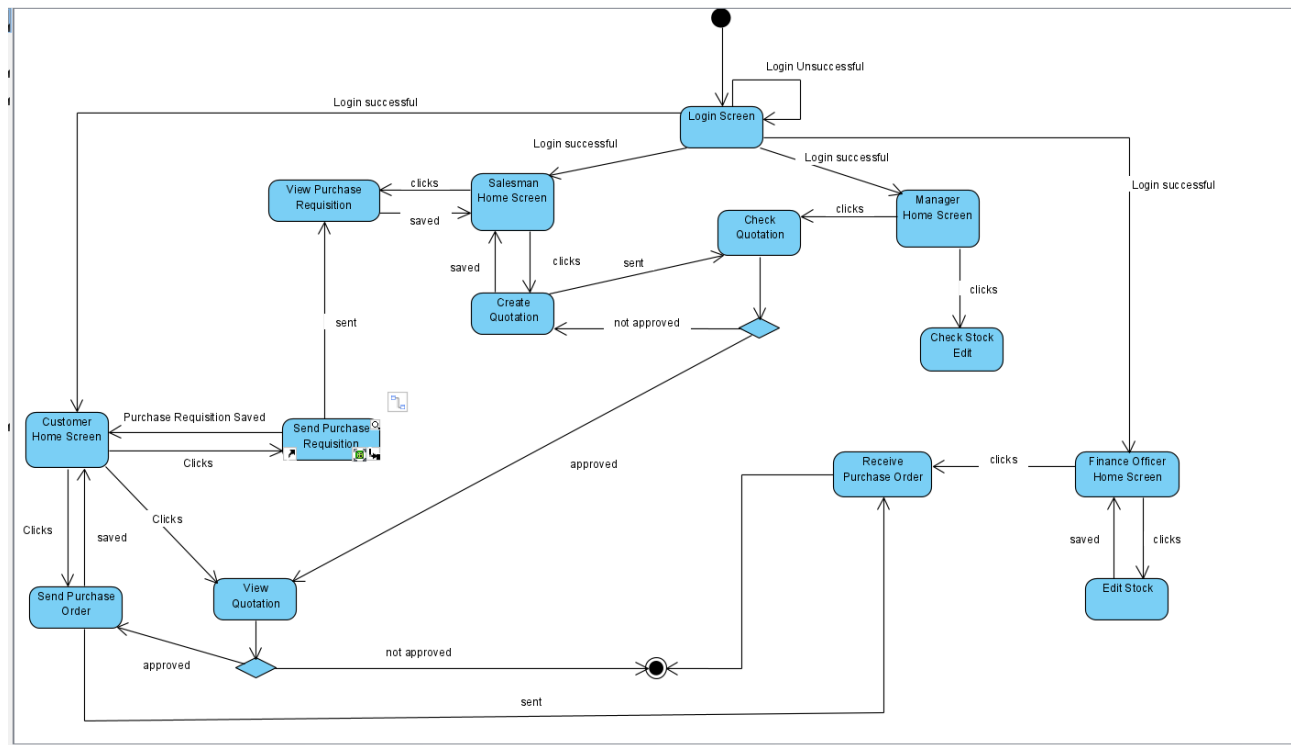 Login Unsuccessful
Login successful
Login Screen
Login successful
Login successful
Login successful
View Purchase
Requisition
clicks
saved
Salesman
Home Screen
Manager
Home Screen
clicks
Check
Quotation
saved
clicks
sent
clicks
Create
Quotation
not approved
sent
Check Stock
Edit
Customer
Home Screen
Purchase Requisition Saved
Clicks
Send Purchase
Requisition
approved
Receive
Purchase Order
clicks
Finance Officer
Home Screen
Clicks
saved
Clicks
saved
clicks
Send Purchase
Order
View
Quotation
Edit Stock
approved
not approved
sent